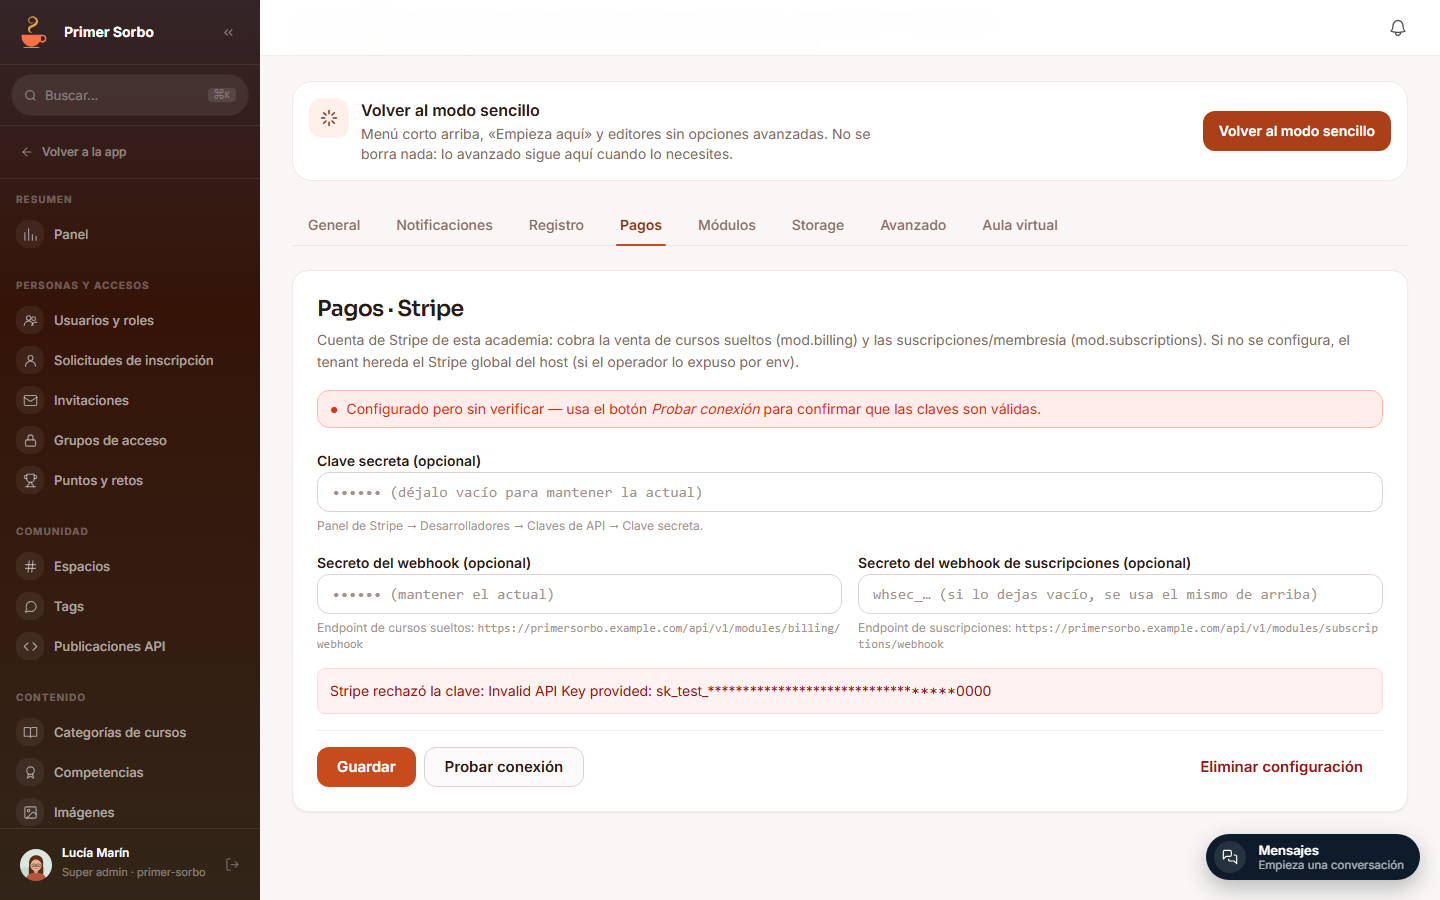 Primer Sorbo
Buscar...
⌘K
Volver a la app
RESUMEN
Panel
PERSONAS Y ACCESOS
Usuarios y roles
Solicitudes de inscripción
Invitaciones
Grupos de acceso
Puntos y retos
COMUNIDAD
Espacios
Tags
Publicaciones API
CONTENIDO
Categorías de cursos
Competencias
Imágenes
Lucía Marín
Super admin · primer-sorbo
Volver al modo sencillo
Menú corto arriba, «Empieza aquí» y editores sin opciones avanzadas. No se
borra nada: lo avanzado sigue aquí cuando lo necesites.
Volver al modo sencillo
General Notificaciones Registro Pagos Módulos Storage Avanzado Aula virtual
Pagos · Stripe
Cuenta de Stripe de esta academia: cobra la venta de cursos sueltos (mod.billing) y las suscripciones/membresía (mod.subscriptions). Si no se configura, el
tenant hereda el Stripe global del host (si el operador lo expuso por env).
● Configurado pero sin verificar — usa el botón Probar conexión para confirmar que las claves son válidas.
Clave secreta (opcional)
•••••• (déjalo vacío para mantener la actual)
Panel de Stripe → Desarrolladores → Claves de API → Clave secreta.
Secreto del webhook (opcional)
•••••• (mantener el actual)
Endpoint de cursos sueltos: https://primersorbo.example.com/api/v1/modules/billing/
webhook
Secreto del webhook de suscripciones (opcional)
whsec_… (si lo dejas vacío, se usa el mismo de arriba)
Endpoint de suscripciones: https://primersorbo.example.com/api/v1/modules/subscrip
tions/webhook
Stripe rechazó la clave: Invalid API Key provided: sk_test_************************************0000
Guardar
Probar conexión
Eliminar configuración
Mensajes
Empieza una conversación